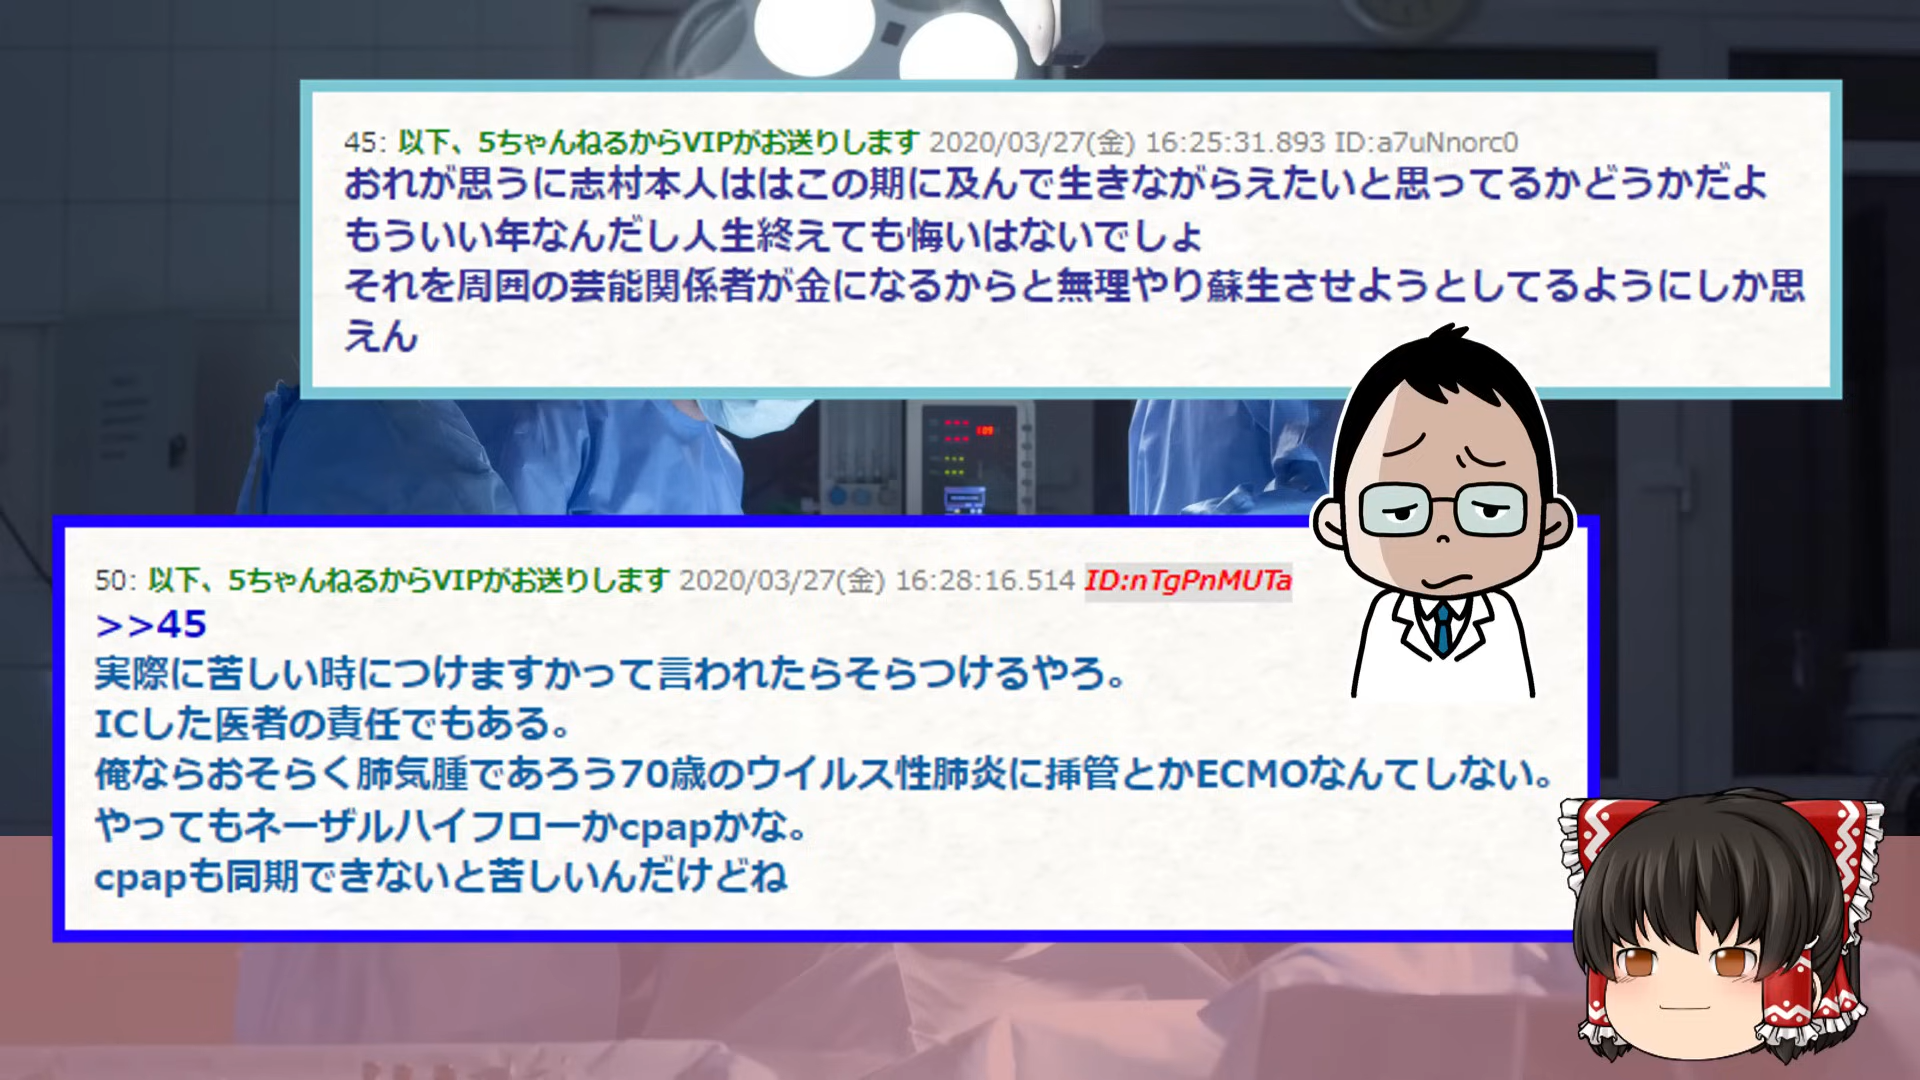 45: 以下、5ちゃんねるからVIPがお送りします 2020/03/27(金) 16:25:31.893 ID:a7uNnorc0
おれが思うに志村本人ははこの期に及んで生きながらえたいと思ってるかどうかだよ
もういい年なんだし人生終えても悔いはないでしょ
それを周囲の芸能関係者が金になるからと無理やり蘇生させようとしてるようにしか思
えん
50: 以下、5ちゃんねるからVIPがお送りします 2020/03/27(金) 16:28:16.514 ID:nTgPnMUTa
>>45
実際に苦しい時につけますかって言われたらそらつけるやろ。
ICした医者の責任でもある。
俺ならおそらく肺気腫であろう70歳のウイルス性肺炎に挿管とかECMOなんてしない。
やってもネーザルハイフローかcpapかな。
cpapも同期できないと苦しいんだけどね